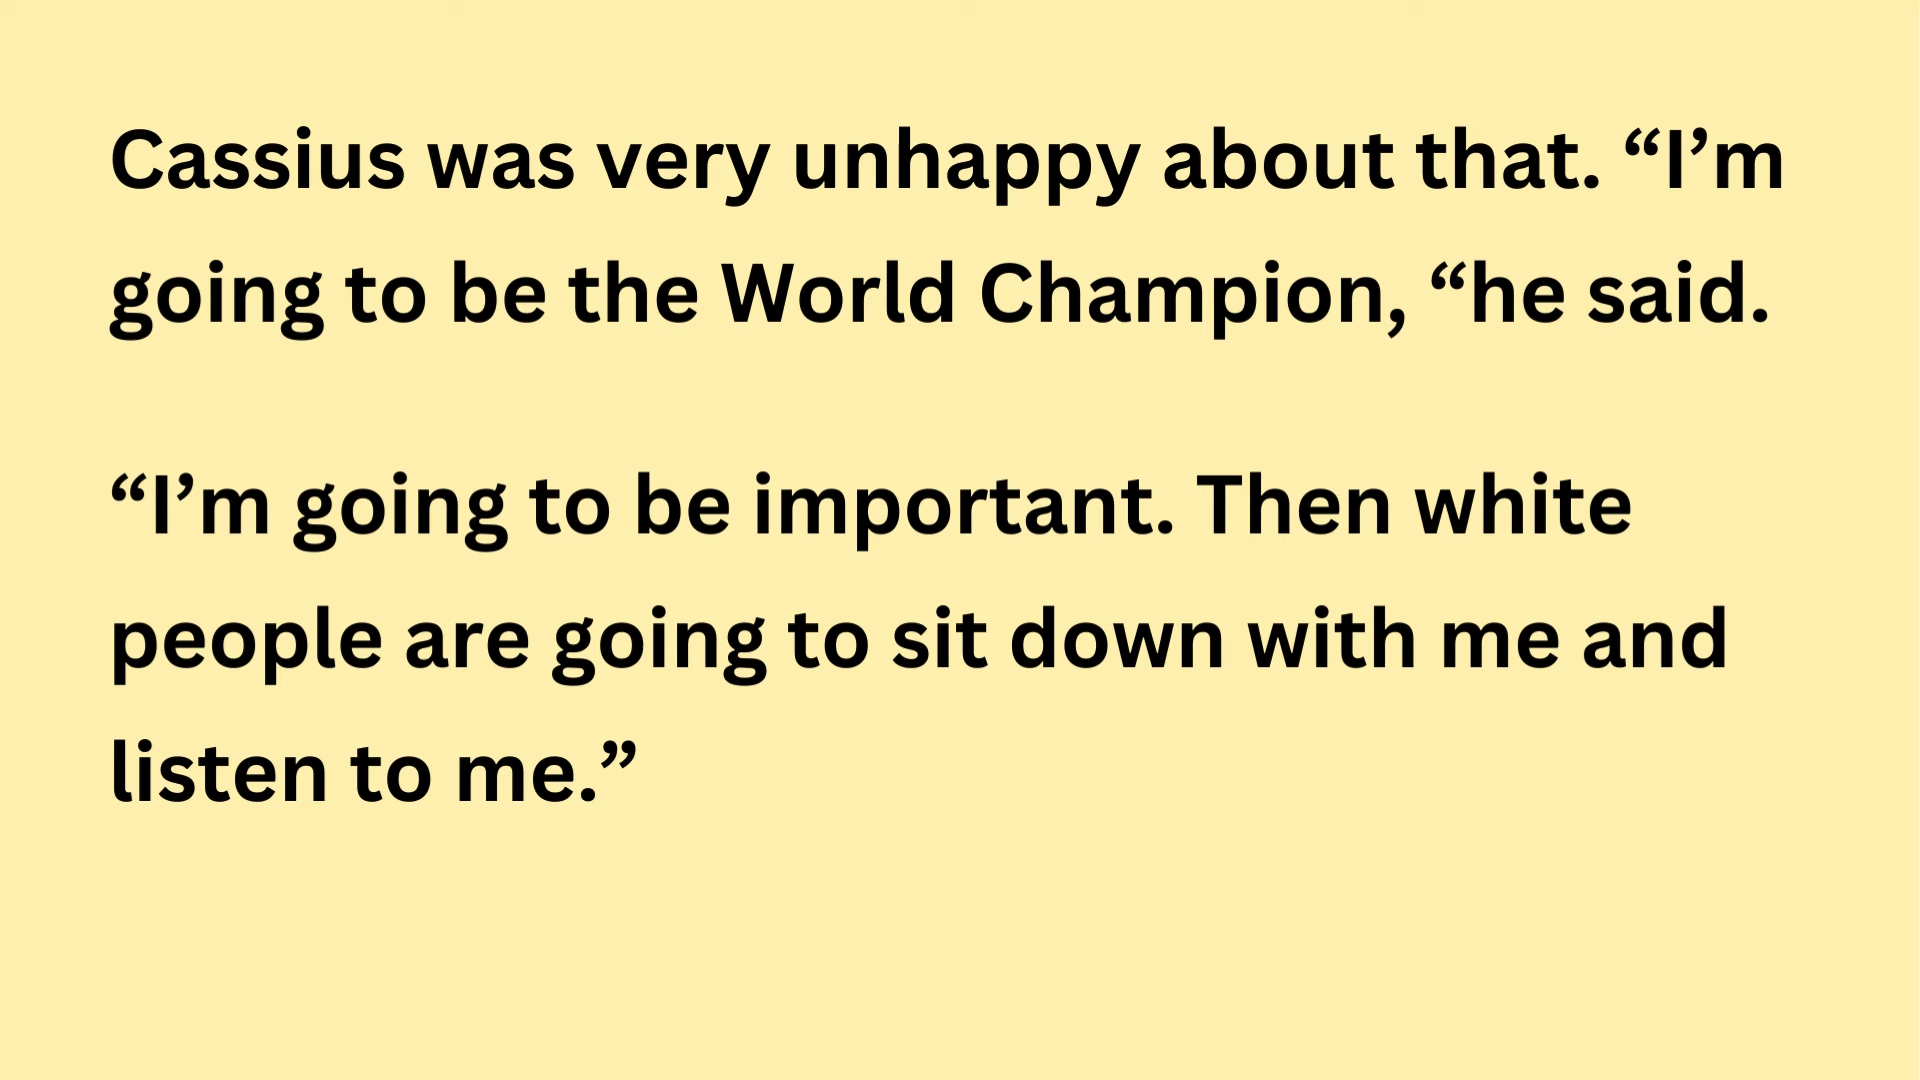 Cassius was very unhappy about that. “I’m
going to be the World Champion, “he said.
“I’m going to be important. Then white
people are going to sit down with me and
listen to me.”